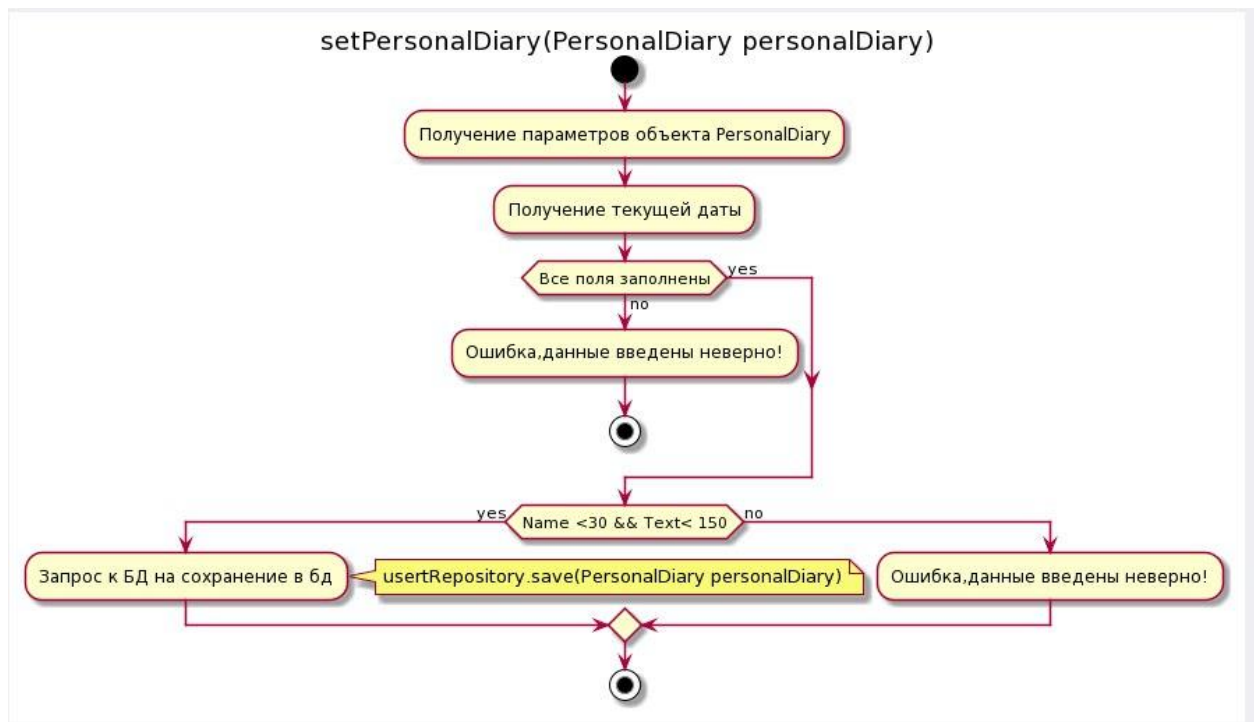 setPersonalDiary(PersonalDiary personalDiary)
Получение параметров объекта PersonalDiary
Получение текущей даты
Все поля заполнены
yes
no
Ошибка,данные введены неверно!
yes
Name <30 && Text< 150
no
Запрос к БД на сохранение в бд
usertRepository.save(PersonalDiary personalDiary)
Ошибка,данные введены неверно!